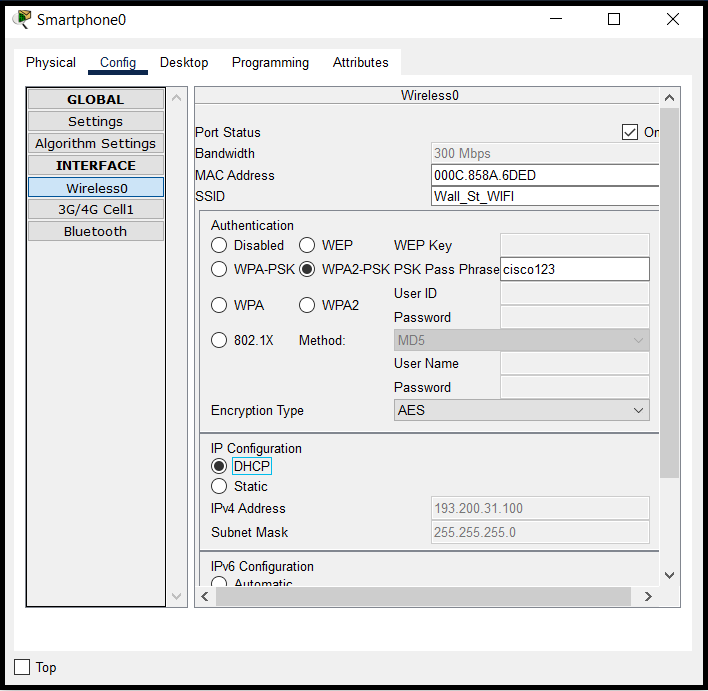 Smartphone0
Physical Config Desktop Programming Attributes
GLOBAL
Settings
Algorithm Settings
INTERFACE
Wireless0
3G/4G Cell1
Bluetooth
Wireless0
Port Status On
Bandwidth 300 Mbps
MAC Address 000C.858A.6DED
SSID Wall_St_WIFI
Authentication
Disabled WEP WEP Key
WPA-PSK WPA2-PSK PSK Pass Phrase cisco123
User ID
WPA WPA2
Password
802.1X Method: MD5
User Name
Password
Encryption Type AES
IP Configuration
DHCP
Static
IPv4 Address 193.200.31.100
Subnet Mask 255.255.255.0
IPv6 Configuration
Automatic
Top